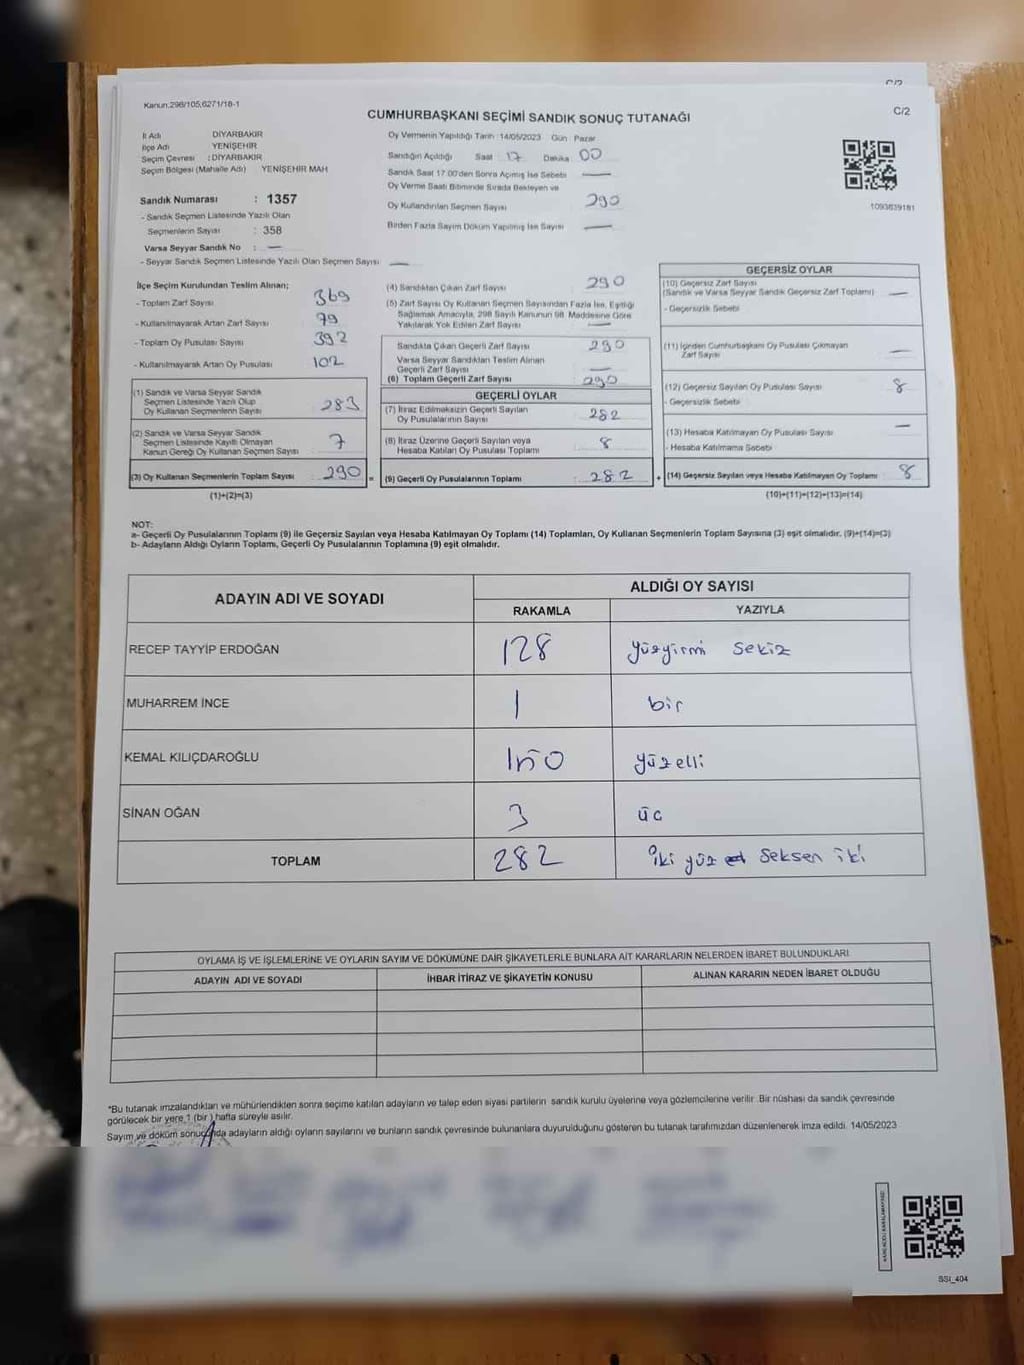 C/2
Kanun.298/105,6271/18-1
CUMHURBAŞKANI SEÇİMİ SANDIK SONUÇ TUTANAĞI
C/2
İl Adı DİYARBAKIR
İlçe Adı YENİŞEHİR
Seçim Çevresi : DİYARBAKIR
Seçim Bölgesi (Mahalle Adı) YENİŞEHİR MAH
Sandık Numarası : 1357
- Sandık Seçmen Listesinde Yazılı Olan
Seçmenlerin Sayısı : 358
Varsa Seyyar Sandık No : —
- Seyyar Sandık Seçmen Listesinde Yazılı Olan Seçmen Sayısı —
Oy Vermenin Yapıldığı Tarih :14/05/2023 Gün : Pazar
Sandığın Açıldığı Saat 17 Dakika 00
Sandık Saat 17:00'den Sonra Açımış İse Sebebi —
Oy Verme Saati Bitiminde Sırada Bekleyen ve
Oy Kullandırılan Seçmen Sayısı 290
Birden Fazla Sayım Döküm Yapılmış İse Sayısı —
1093839181
İlçe Seçim Kurulundan Teslim Alınan;
- Toplam Zarf Sayısı 369
- Kullanılmayarak Artan Zarf Sayısı 79
- Toplam Oy Pusulası Sayısı 392
- Kullanılmayarak Artan Oy Pusulası 102
(1) Sandık ve Varsa Seyyar Sandık
Seçmen Listesinde Yazılı Olup
Oy Kullanan Seçmenlerin Sayısı 283
(2) Sandık ve Varsa Seyyar Sandık
Seçmen Listesinde Kayıtlı Olmayan
Kanun Gereği Oy Kullanan Seçmen Sayısı 7
(3) Oy Kullanan Seçmenlerin Toplam Sayısı 290 =
(1)+(2)=(3)
(4) Sandıktan Çıkan Zarf Sayısı 290
(5) Zarf Sayısı Oy Kullanan Seçmen Sayısından Fazla İse, Eşitliği
Sağlamak Amacıyla, 298 Sayılı Kanunun 98. Maddesine Göre
Yakılarak Yok Edilen Zarf Sayısı —
Sandıkta Çıkan Geçerli Zarf Sayısı 290
Varsa Seyyar Sandıktan Teslim Alınan
Geçerli Zarf Sayısı —
(6) Toplam Geçerli Zarf Sayısı : 290
GEÇERLİ OYLAR
(7) İtiraz Edilmeksizin Geçerli Sayılan
Oy Pusulalarının Sayısı : 282
(8) İtiraz Üzerine Geçerli Sayılan veya
Hesaba Katılan Oy Pusulası Toplamı : 8
(9) Geçerli Oy Pusulalarının Toplamı : 282 +
GEÇERSİZ OYLAR
(10) Geçersiz Zarf Sayısı
(Sandık ve Varsa Seyyar Sandık Geçersiz Zarf Toplamı) —
- Geçersizlik Sebebi
(11) İçinden Cumhurbaşkanı Oy Pusulası Çıkmayan
Zarf Sayısı —
(12) Geçersiz Sayılan Oy Pusulası Sayısı 8
- Geçersizlik Sebebi
(13) Hesaba Katılmayan Oy Pusulası Sayısı —
- Hesaba Katılmama Sebebi
(14) Geçersiz Sayılan veya Hesaba Katılmayan Oy Toplamı 8
(10)+(11)+(12)+(13)=(14)
NOT:
a- Geçerli Oy Pusulalarının Toplamı (9) ile Geçersiz Sayılan veya Hesaba Katılmayan Oy Toplamı (14) Toplamları, Oy Kullanan Seçmenlerin Toplam Sayısına (3) eşit olmalıdır. (9)+(14)=(3)
b- Adayların Aldığı Oyların Toplamı, Geçerli Oy Pusulalarının Toplamına (9) eşit olmalıdır.
ADAYIN ADI VE SOYADI
ALDIĞI OY SAYISI
RAKAMLA YAZIYLA
RECEP TAYYİP ERDOĞAN 128 yüzyirmi sekiz
MUHARREM İNCE 1 bir
KEMAL KILIÇDAROĞLU 150 yüzelli
SİNAN OĞAN 3 üc
TOPLAM 282 iki yüz seksen iki
OYLAMA İŞ VE İŞLEMLERİNE VE OYLARIN SAYIM VE DÖKÜMÜNE DAİR ŞİKAYETLERLE BUNLARA AİT KARARLARIN NELERDEN İBARET BULUNDUKLARI
ADAYIN ADI VE SOYADI İHBAR İTİRAZ VE ŞİKAYETİN KONUSU ALINAN KARARIN NEDEN İBARET OLDUĞU
*Bu tutanak imzalandıktan ve mühürlendikten sonra seçime katılan adayların ve talep eden siyasi partilerin sandık kurulu üyelerine veya gözlemcilerine verilir .Bir nüshası da sandık çevresinde
görülecek bir yere 1 (bir ) hafta süreyle asılır.
Sayım ve döküm sonucunda adayların aldığı oyların sayılarını ve bunların sandık çevresinde bulunanlara duyurulduğunu gösteren bu tutanak tarafımızdan düzenlenerek imza edildi. 14/05/2023
SSI_404